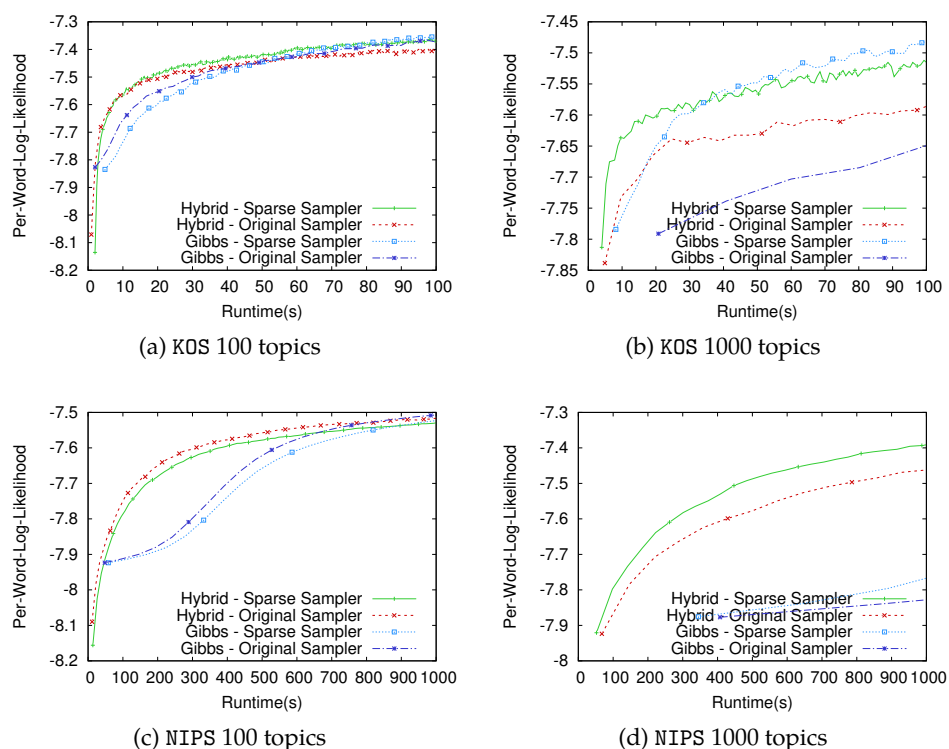 -7.3
-7.4
-7.5
-7.6
-7.7
-7.8
-7.9
-8
-8.1
-8.2
Per-Word-Log-Likelihood
Hybrid - Sparse Sampler
Hybrid - Original Sampler
Gibbs - Sparse Sampler
Gibbs - Original Sampler
0 10 20 30 40 50 60 70 80 90 100
Runtime(s)
(a) KOS 100 topics
-7.45
-7.5
-7.55
-7.6
-7.65
-7.7
-7.75
-7.8
-7.85
Per-Word-Log-Likelihood
Hybrid - Sparse Sampler
Hybrid - Original Sampler
Gibbs - Sparse Sampler
Gibbs - Original Sampler
0 10 20 30 40 50 60 70 80 90 100
Runtime(s)
(b) KOS 1000 topics
-7.5
-7.6
-7.7
-7.8
-7.9
-8
-8.1
-8.2
Per-Word-Log-Likelihood
Hybrid - Sparse Sampler
Hybrid - Original Sampler
Gibbs - Sparse Sampler
Gibbs - Original Sampler
0 100 200 300 400 500 600 700 800 900 1000
Runtime(s)
(c) NIPS 100 topics
-7.3
-7.4
-7.5
-7.6
-7.7
-7.8
-7.9
-8
Per-Word-Log-Likelihood
Hybrid - Sparse Sampler
Hybrid - Original Sampler
Gibbs - Sparse Sampler
Gibbs - Original Sampler
0 100 200 300 400 500 600 700 800 900 1000
Runtime(s)
(d) NIPS 1000 topics